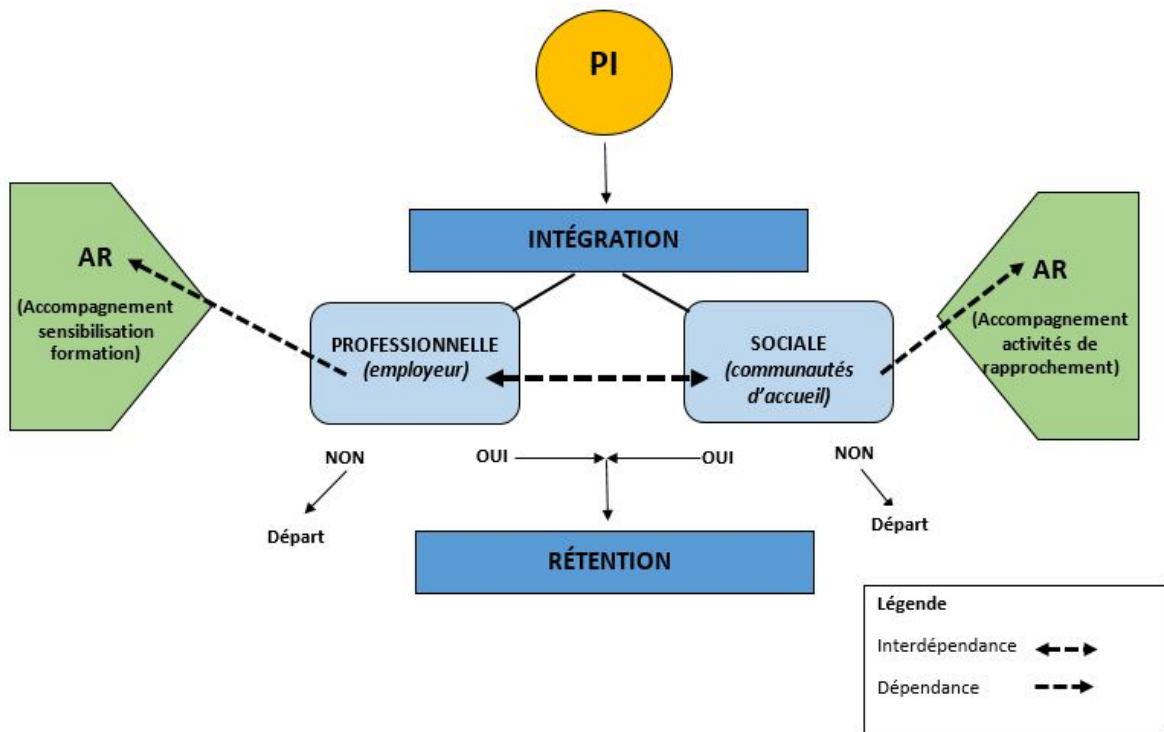 PI
INTÉGRATION
AR
(Accompagnement
sensibilisation
formation)
PROFESSIONNELLE
(employeur)
SOCIALE
(communautés
d'accueil)
AR
(Accompagnement
activités de
rapprochement)
NON
OUI
OUI
NON
Départ
Départ
RÉTENTION
Légende
Interdépendance
Dépendance